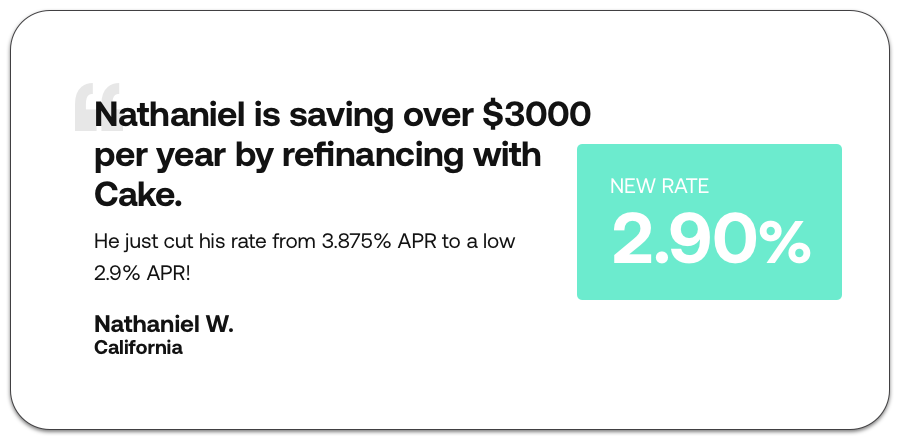 “
Nathaniel is saving over $3000
per year by refinancing with
Cake.
He just cut his rate from 3.875% APR to a low
2.9% APR!
Nathaniel W.
California
NEW RATE
2.90%